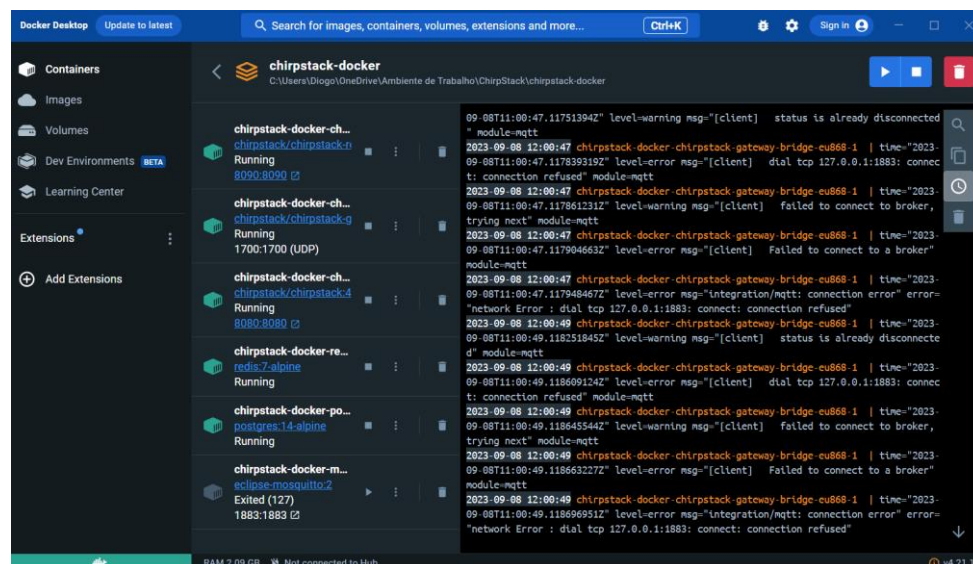 Docker Desktop Update to latest
Search for images, containers, volumes, extensions and more... Ctrl+K
Sign in
Containers
Images
Volumes
Dev Environments BETA
Learning Center
Extensions
Add Extensions
chirpstack-docker
C:\Users\Diogo\OneDrive\Ambiente de Trabalho\ChirpStack\chirpstack-docker
chirpstack-docker-ch...
chirpstack/chirpstack-r
Running
8090:8090
chirpstack-docker-ch...
chirpstack/chirpstack-g
Running
1700:1700 (UDP)
chirpstack-docker-ch...
chirpstack/chirpstack:4
Running
8080:8080
chirpstack-docker-re...
redis:7-alpine
Running
chirpstack-docker-po...
postgres:14-alpine
Running
chirpstack-docker-m...
eclipse-mosquitto:2
Exited (127)
1883:1883
09-08T11:00:47.11751394Z" level=warning msg="[client] status is already disconnected
" module=mqtt
2023-09-08 12:00:47 chirpstack-docker-chirpstack-gateway-bridge-eu868-1 | time="2023-
09-08T11:00:47.117839319Z" level=error msg="[client] dial tcp 127.0.0.1:1883: connec
t: connection refused" module=mqtt
2023-09-08 12:00:47 chirpstack-docker-chirpstack-gateway-bridge-eu868-1 | time="2023-
09-08T11:00:47.117861231Z" level=warning msg="[client] failed to connect to broker,
trying next" module=mqtt
2023-09-08 12:00:47 chirpstack-docker-chirpstack-gateway-bridge-eu868-1 | time="2023-
09-08T11:00:47.117904663Z" level=error msg="[client] Failed to connect to a broker"
module=mqtt
2023-09-08 12:00:47 chirpstack-docker-chirpstack-gateway-bridge-eu868-1 | time="2023-
09-08T11:00:47.117948467Z" level=error msg="integration/mqtt: connection error" error=
"network Error : dial tcp 127.0.0.1:1883: connect: connection refused"
2023-09-08 12:00:49 chirpstack-docker-chirpstack-gateway-bridge-eu868-1 | time="2023-
09-08T11:00:49.118251845Z" level=warning msg="[client] status is already disconnecte
d" module=mqtt
2023-09-08 12:00:49 chirpstack-docker-chirpstack-gateway-bridge-eu868-1 | time="2023-
09-08T11:00:49.118609124Z" level=error msg="[client] dial tcp 127.0.0.1:1883: connec
t: connection refused" module=mqtt
2023-09-08 12:00:49 chirpstack-docker-chirpstack-gateway-bridge-eu868-1 | time="2023-
09-08T11:00:49.118645544Z" level=warning msg="[client] failed to connect to broker,
trying next" module=mqtt
2023-09-08 12:00:49 chirpstack-docker-chirpstack-gateway-bridge-eu868-1 | time="2023-
09-08T11:00:49.118663227Z" level=error msg="[client] Failed to connect to a broker"
module=mqtt
2023-09-08 12:00:49 chirpstack-docker-chirpstack-gateway-bridge-eu868-1 | time="2023-
09-08T11:00:49.118696951Z" level=error msg="integration/mqtt: connection error" error=
"network Error : dial tcp 127.0.0.1:1883: connect: connection refused"
RAM 2.09 GB Not connected to Hub